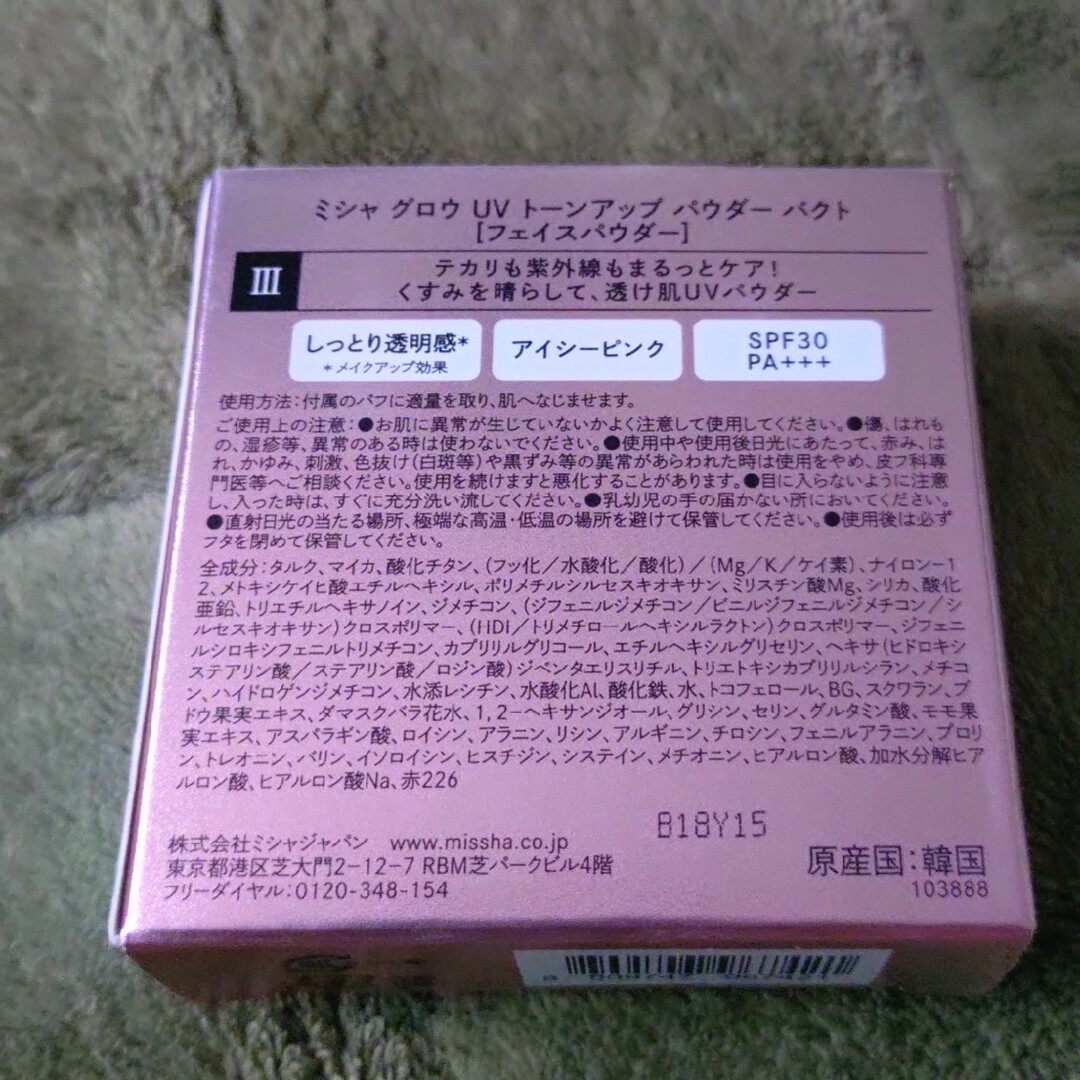 ミシャ グロウ UV トーンアップ パウダー パクト
[フェイスパウダー]
III
テカリも紫外線もまるっとケア!
くすみを晴らして、透け肌UVパウダー
しっとり透明感*
*メイクアップ効果
アイシーピンク
SPF30
PA+++
使用方法:付属のパフに適量を取り、肌へなじませます。
ご使用上の注意:●お肌に異常が生じていないかよく注意して使用してください。●傷、はれも
の、湿疹等、異常のある時は使わないでください。●使用中や使用後日光にあたって、赤み、は
れ、かゆみ、刺激、色抜け(白斑等)や黒ずみ等の異常があらわれた時は使用をやめ、皮フ科専
門医等へご相談ください。使用を続けますと悪化することがあります。●目に入らないように注意
し、入った時は、すぐに充分洗い流してください。●乳幼児の手の届かない所においてください。
●直射日光の当たる場所、極端な高温・低温の場所を避けて保管してください。●使用後は必ず
フタを閉めて保管してください。
全成分:タルク、マイカ、酸化チタン、(フッ化/水酸化/酸化)/(Mg/K/ケイ素)、ナイロン-1
2、メトキシケイヒ酸エチルヘキシル、ポリメチルシルセスキオキサン、ミリスチン酸Mg、シリカ、酸化
亜鉛、トリエチルヘキサノイン、ジメチコン、(ジフェニルジメチコン/ビニルジフェニルジメチコン/シ
ルセスキオキサン)クロスポリマー、(HDI/トリメチロールヘキシルラクトン)クロスポリマー、ジフェニ
ルシロキシフェニルトリメチコン、カプリリルグリコール、エチルヘキシルグリセリン、ヘキサ(ヒドロキシ
ステアリン酸/ステアリン酸/ロジン酸)ジペンタエリスリチル、トリエトキシカプリリルシラン、メチコ
ン、ハイドロゲンジメチコン、水添レシチン、水酸化Al、酸化鉄、水、トコフェロール、BG、スクワラン、ブ
ドウ果実エキス、ダマスクバラ花水、1,2-ヘキサンジオール、グリシン、セリン、グルタミン酸、モモ果
実エキス、アスパラギン酸、ロイシン、アラニン、リシン、アルギニン、チロシン、フェニルアラニン、プロリ
ン、トレオニン、バリン、イソロイシン、ヒスチジン、システイン、メチオニン、ヒアルロン酸、加水分解ヒア
ルロン酸、ヒアルロン酸Na、赤226
B18Y15
株式会社ミシャジャパン www.missha.co.jp
東京都港区芝大門2-12-7 RBM芝パークビル4階
フリーダイヤル:0120-348-154
原産国:韓国
103888